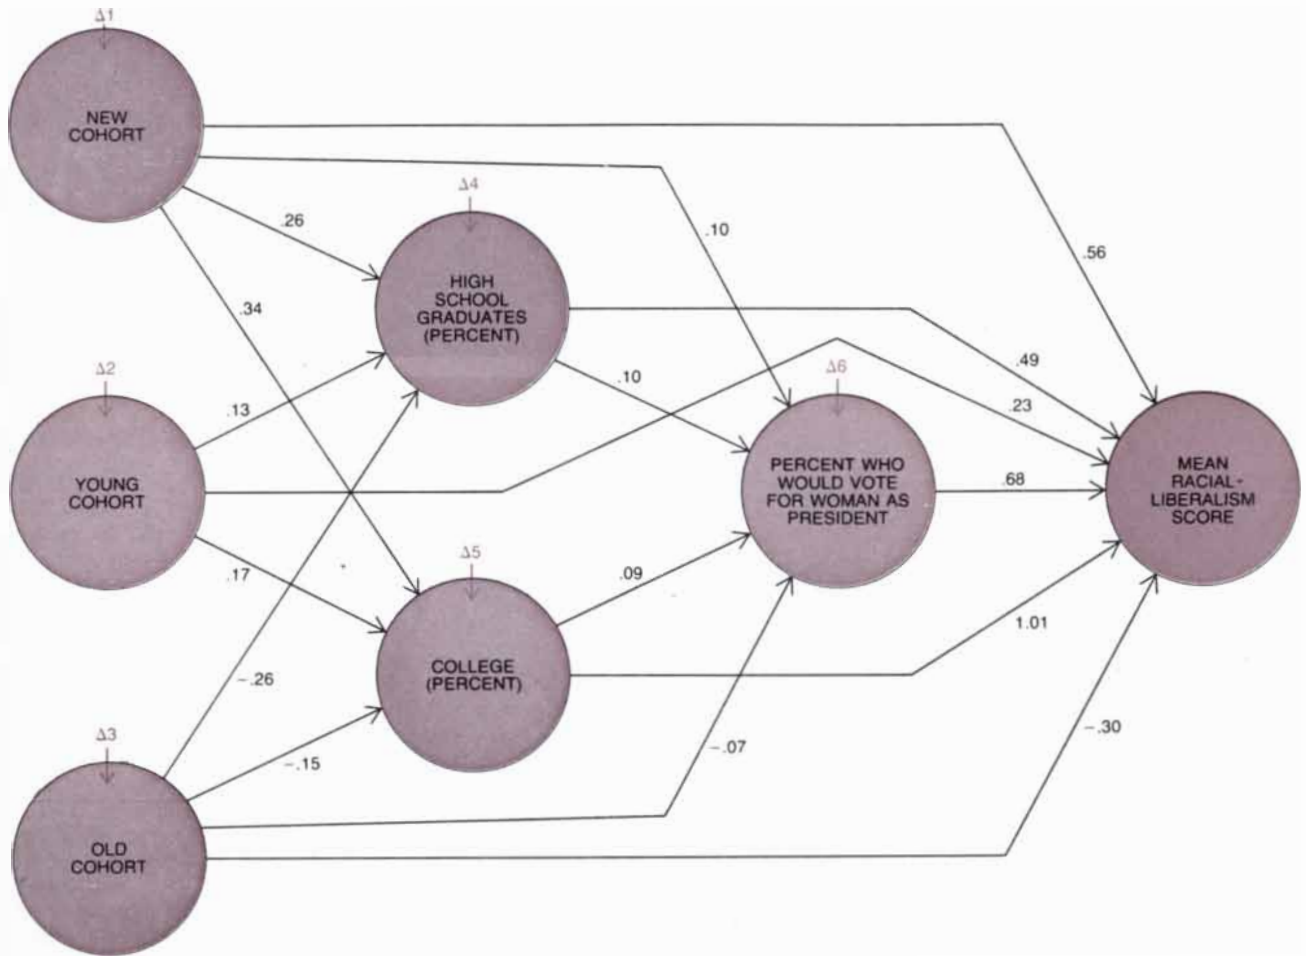 Δ1
NEW
COHORT
.26
.34
.10
.56
Δ4
HIGH
SCHOOL
GRADUATES
(PERCENT)
.49
.23
.10
Δ2
YOUNG
COHORT
.13
.17
Δ6
PERCENT WHO
WOULD VOTE
FOR WOMAN AS
PRESIDENT
.68
MEAN
RACIAL-
LIBERALISM
SCORE
Δ5
COLLEGE
(PERCENT)
.09
1.01
-.26
-.15
-.07
-.30
Δ3
OLD
COHORT